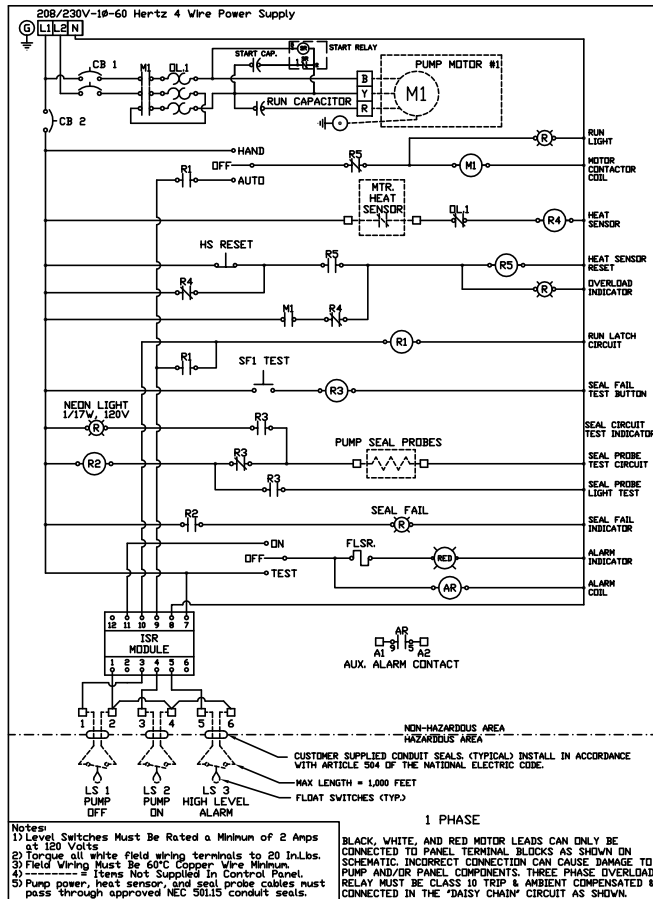 208/230V-1Ø-60 Hertz 4 Wire Power Supply
G L1 L2 N
CB 1
M1
OL1
START CAP.
SR
START RELAY
PUMP MOTOR #1
B
Y
R
M1
RUN CAPACITOR
CB 2
HAND
OFF
AUTO
R1
R5
R
RUN
LIGHT
M1
MOTOR
CONTACTOR
COIL
MTR.
HEAT
SENSOR
OL1
R4
HEAT
SENSOR
HS RESET
R5
R5
HEAT SENSOR
RESET
R4
R
OVERLOAD
INDICATOR
M1
R4
R1
RUN LATCH
CIRCUIT
R1
SF1 TEST
R3
SEAL FAIL
TEST BUTTON
NEON LIGHT
1/17W, 120V
R
R3
SEAL CIRCUIT
TEST INDICATOR
R2
R3
PUMP SEAL PROBES
SEAL PROBE
TEST CIRCUIT
R3
SEAL PROBE
LIGHT TEST
R2
SEAL FAIL
R
SEAL FAIL
INDICATOR
ON
OFF
TEST
FLSR.
RED
ALARM
INDICATOR
AR
ALARM
COIL
12 11 10 9 8 7
ISR
MODULE
1 2 3 4 5 6
AR
A1 9 5 A2
AUX. ALARM CONTACT
1 2 3 4 5 6
NON-HAZARDOUS AREA
HAZARDOUS AREA
CUSTOMER SUPPLIED CONDUIT SEALS. (TYPICAL) INSTALL IN ACCORDANCE
WITH ARTICLE 504 OF THE NATIONAL ELECTRIC CODE.
MAX LENGTH = 1,000 FEET
FLOAT SWITCHES (TYP.)
LS 1
PUMP
OFF
LS 2
PUMP
ON
LS 3
HIGH LEVEL
ALARM
Notes:
1) Level Switches Must Be Rated a Minimum of 2 Amps
at 120 Volts
2) Torque all white field wiring terminals to 20 In.Lbs.
3) Field Wiring Must Be 60°C Copper Wire Minimum.
4) -------- = Items Not Supplied In Control Panel.
5) Pump power, heat sensor, and seal probe cables must
pass through approved NEC 501.15 conduit seals.
1 PHASE
BLACK, WHITE, AND RED MOTOR LEADS CAN ONLY BE
CONNECTED TO PANEL TERMINAL BLOCKS AS SHOWN ON
SCHEMATIC. INCORRECT CONNECTION CAN CAUSE DAMAGE TO
PUMP AND/OR PANEL COMPONENTS. THREE PHASE OVERLOAD
RELAY MUST BE CLASS 10 TRIP & AMBIENT COMPENSATED &
CONNECTED IN THE "DAISY CHAIN" CIRCUIT AS SHOWN.